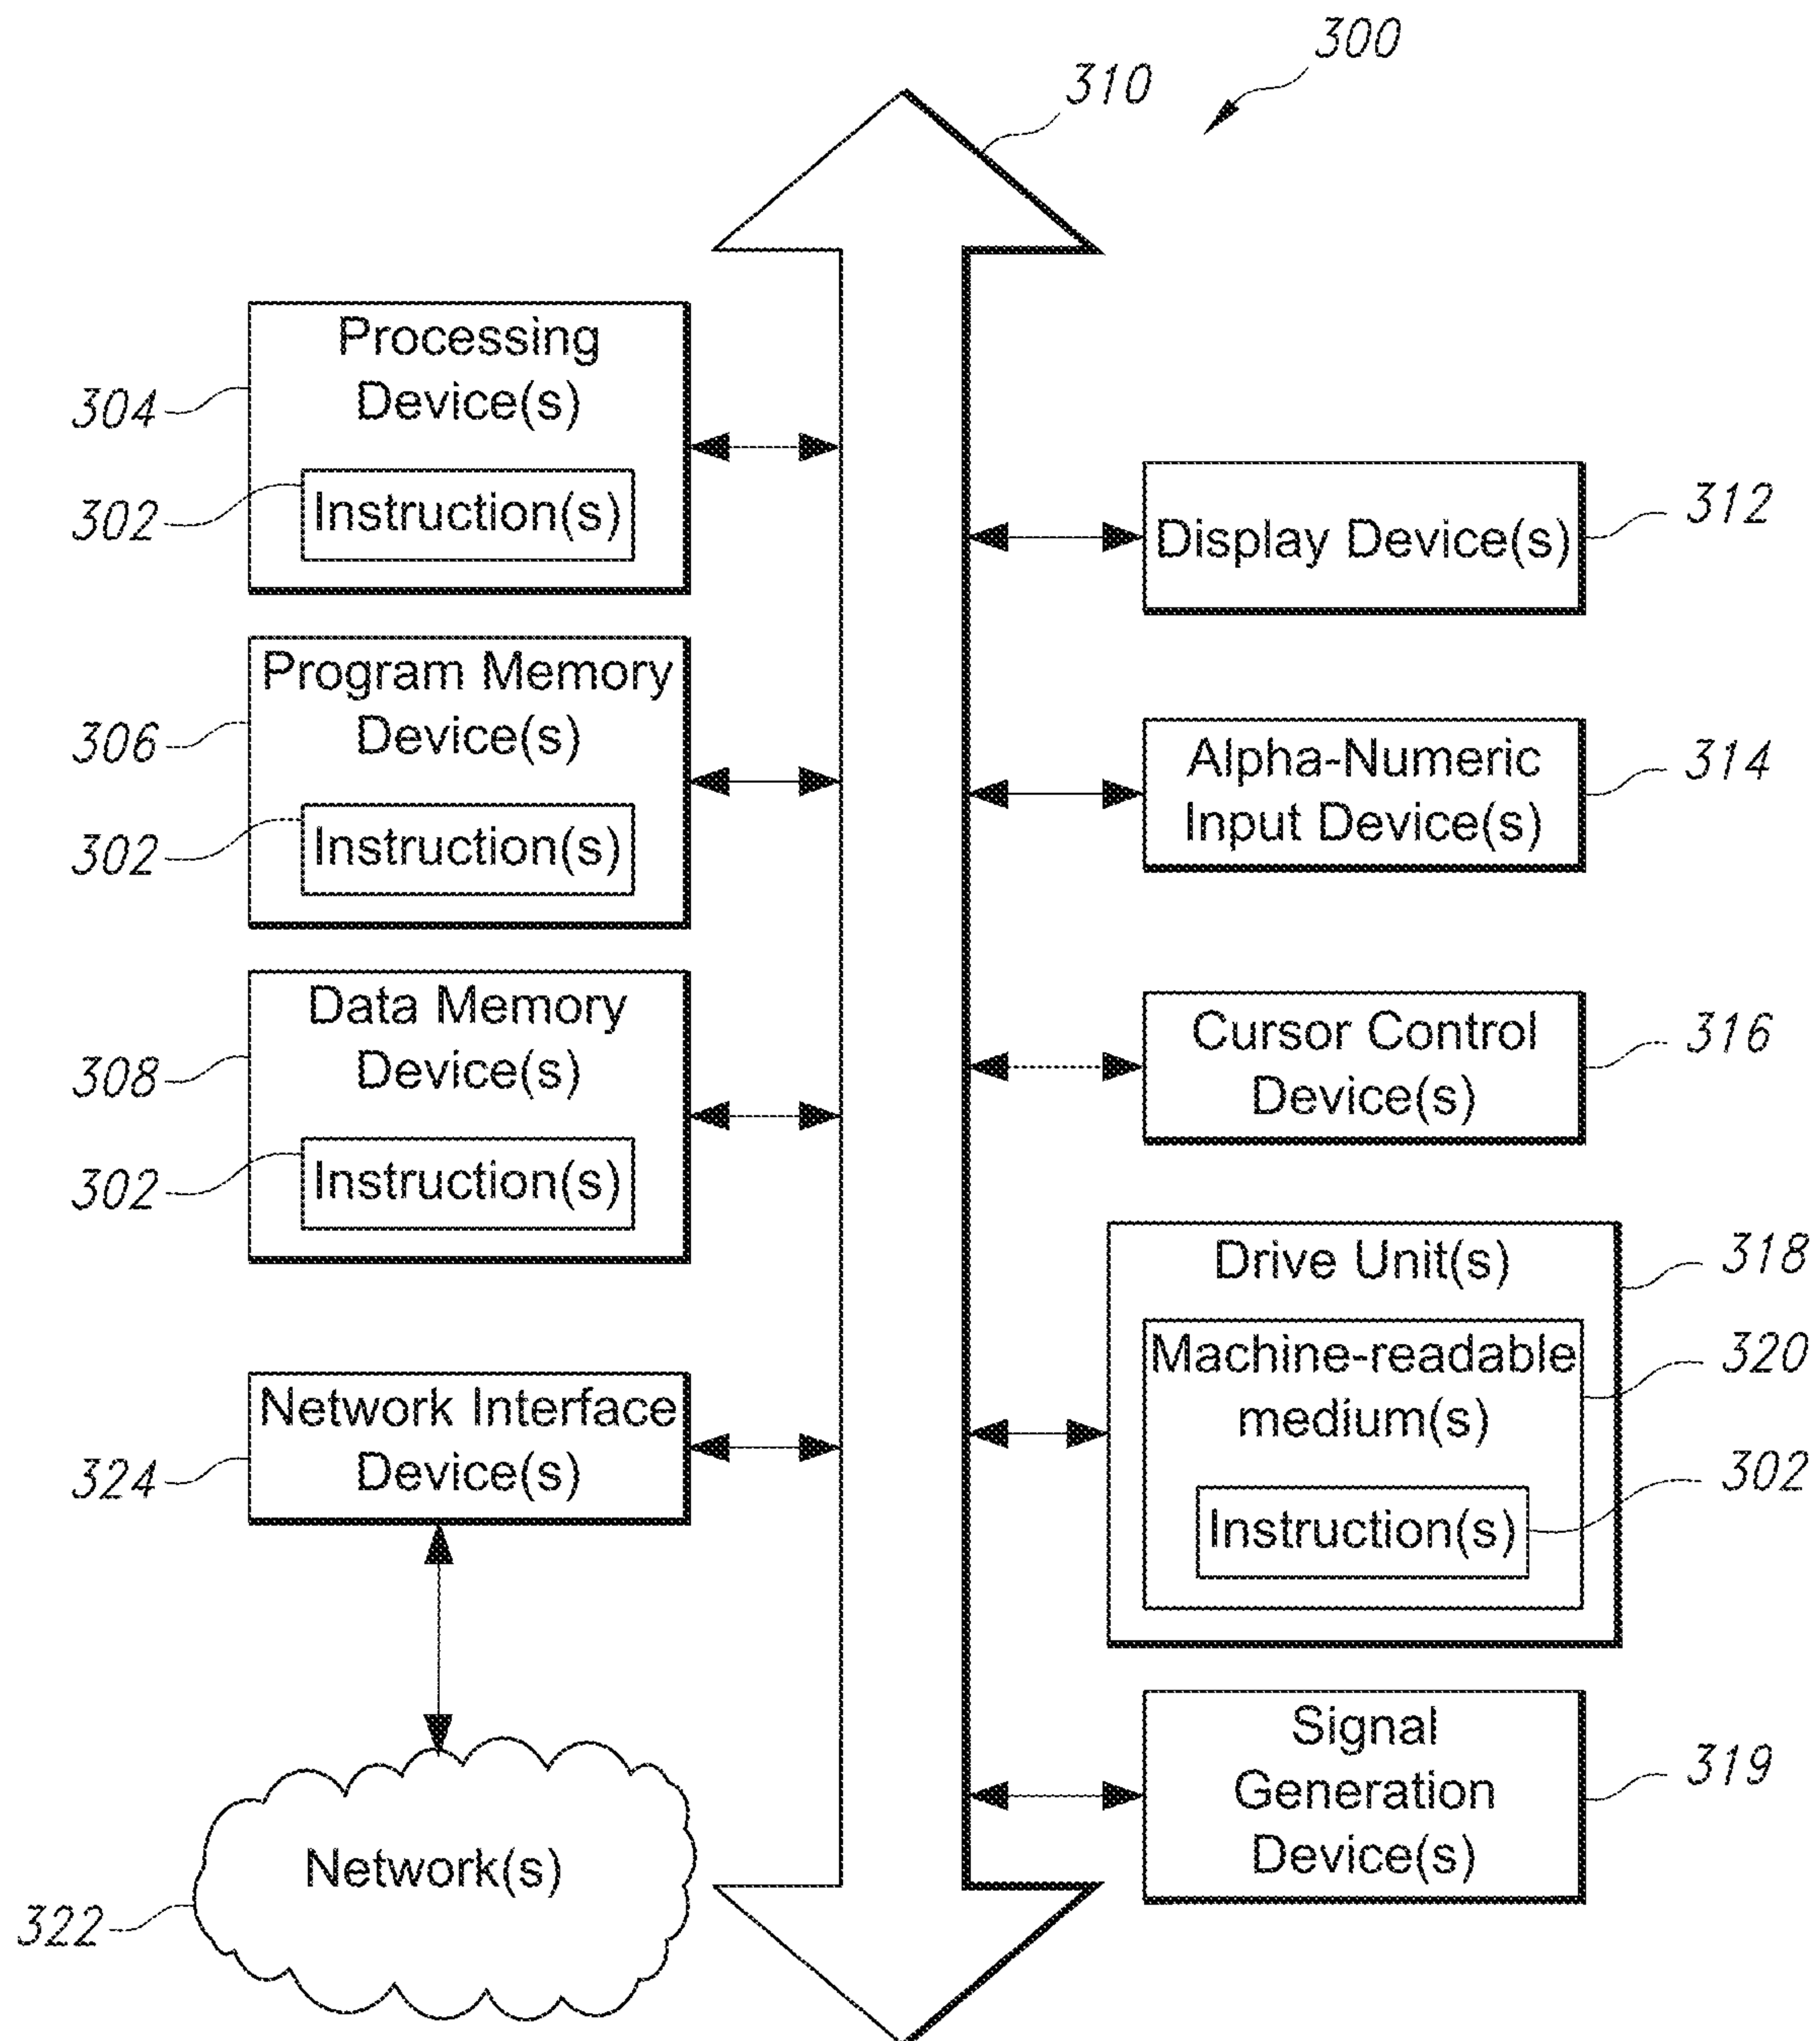 300
310
Processing
Device(s)
304
Instruction(s)
302
Program Memory
Device(s)
306
Instruction(s)
302
Data Memory
Device(s)
308
Instruction(s)
302
Network Interface
Device(s)
324
Network(s)
322
Display Device(s)
312
Alpha-Numeric
Input Device(s)
314
Cursor Control
Device(s)
316
Drive Unit(s)
318
Machine-readable
medium(s)
320
Instruction(s)
302
Signal
Generation
Device(s)
319